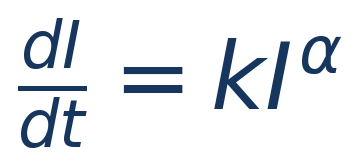 dI/dt = kI^α